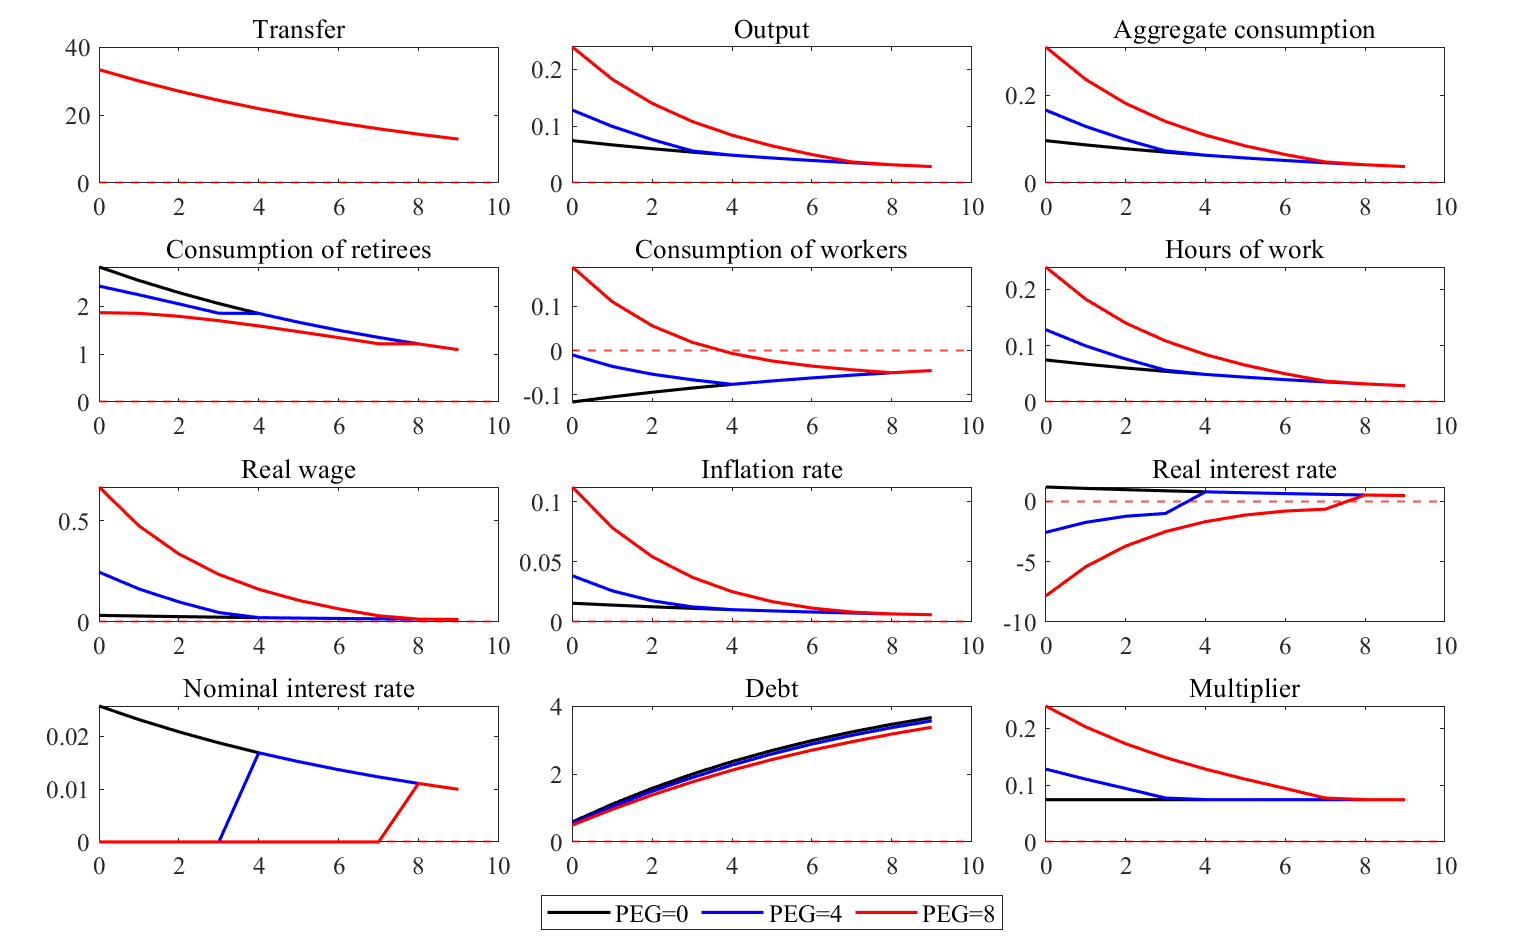 Transfer Output Aggregate consumption
40
20
0
0 2 4 6 8 10
0.2
0.1
0
0 2 4 6 8 10
0.2
0
0 2 4 6 8 10
Consumption of retirees Consumption of workers Hours of work
2
1
0
0 2 4 6 8 10
0.1
0
-0.1
0 2 4 6 8 10
0.2
0.1
0
0 2 4 6 8 10
Real wage Inflation rate Real interest rate
0.5
0
0 2 4 6 8 10
0.1
0.05
0
0 2 4 6 8 10
0
-5
-10
0 2 4 6 8 10
Nominal interest rate Debt Multiplier
0.02
0.01
0
0 2 4 6 8 10
4
2
0
0 2 4 6 8 10
0.2
0.1
0
0 2 4 6 8 10
PEG=0 PEG=4 PEG=8